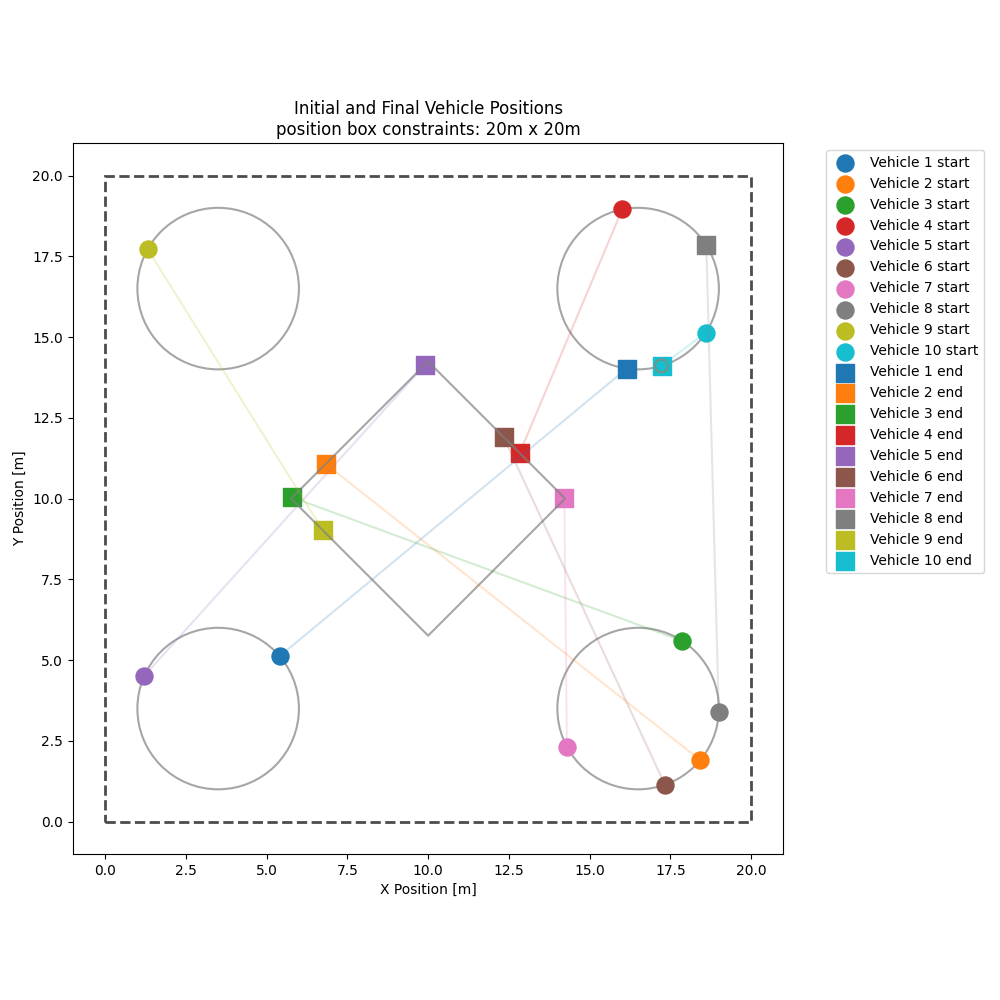 Initial and Final Vehicle Positions
position box constraints: 20m x 20m
Y Position [m]
20.0
17.5
15.0
12.5
10.0
7.5
5.0
2.5
0.0
0.0 2.5 5.0 7.5 10.0 12.5 15.0 17.5 20.0
X Position [m]
Vehicle 1 start
Vehicle 2 start
Vehicle 3 start
Vehicle 4 start
Vehicle 5 start
Vehicle 6 start
Vehicle 7 start
Vehicle 8 start
Vehicle 9 start
Vehicle 10 start
Vehicle 1 end
Vehicle 2 end
Vehicle 3 end
Vehicle 4 end
Vehicle 5 end
Vehicle 6 end
Vehicle 7 end
Vehicle 8 end
Vehicle 9 end
Vehicle 10 end